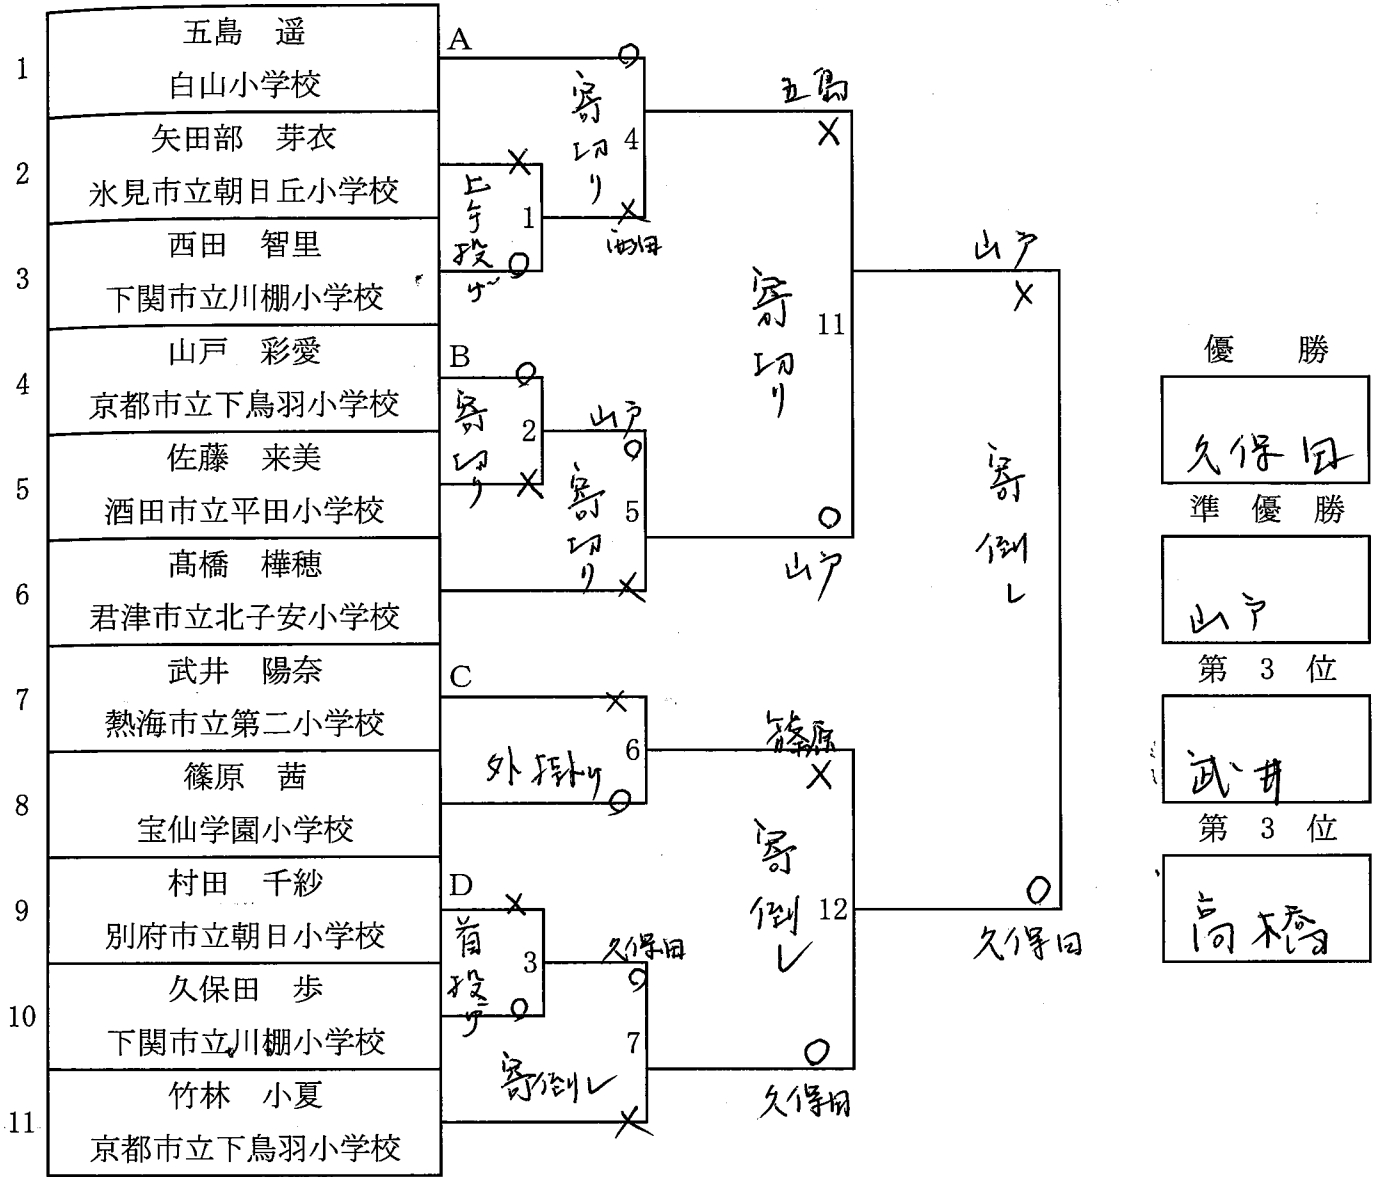 1
五島 遥
白山小学校
2
矢田部 芽衣
氷見市立朝日丘小学校
3
西田 智里
下関市立川棚小学校
4
山戸 彩愛
京都市立下鳥羽小学校
5
佐藤 来美
酒田市立平田小学校
6
髙橋 樺穂
君津市立北子安小学校
7
武井 陽奈
熱海市立第二小学校
8
篠原 茜
宝仙学園小学校
9
村田 千紗
別府市立朝日小学校
10
久保田 歩
下関市立川棚小学校
11
竹林 小夏
京都市立下鳥羽小学校
A
×
上手投げ
1
○
○
寄切り
4
×
西田
B
○
寄切り
2
×
山戸
○
寄切り
5
×
C
×
外掛け
6
○
D
×
首投げ
3
○
久保田
○
寄倒し
7
×
五島
×
寄切り
11
○
山戸
篠原
×
寄倒し
12
○
久保田
山戸
×
寄倒し
○
久保田
優 勝
久保田
準 優 勝
山戸
第 3 位
武井
第 3 位
高橋